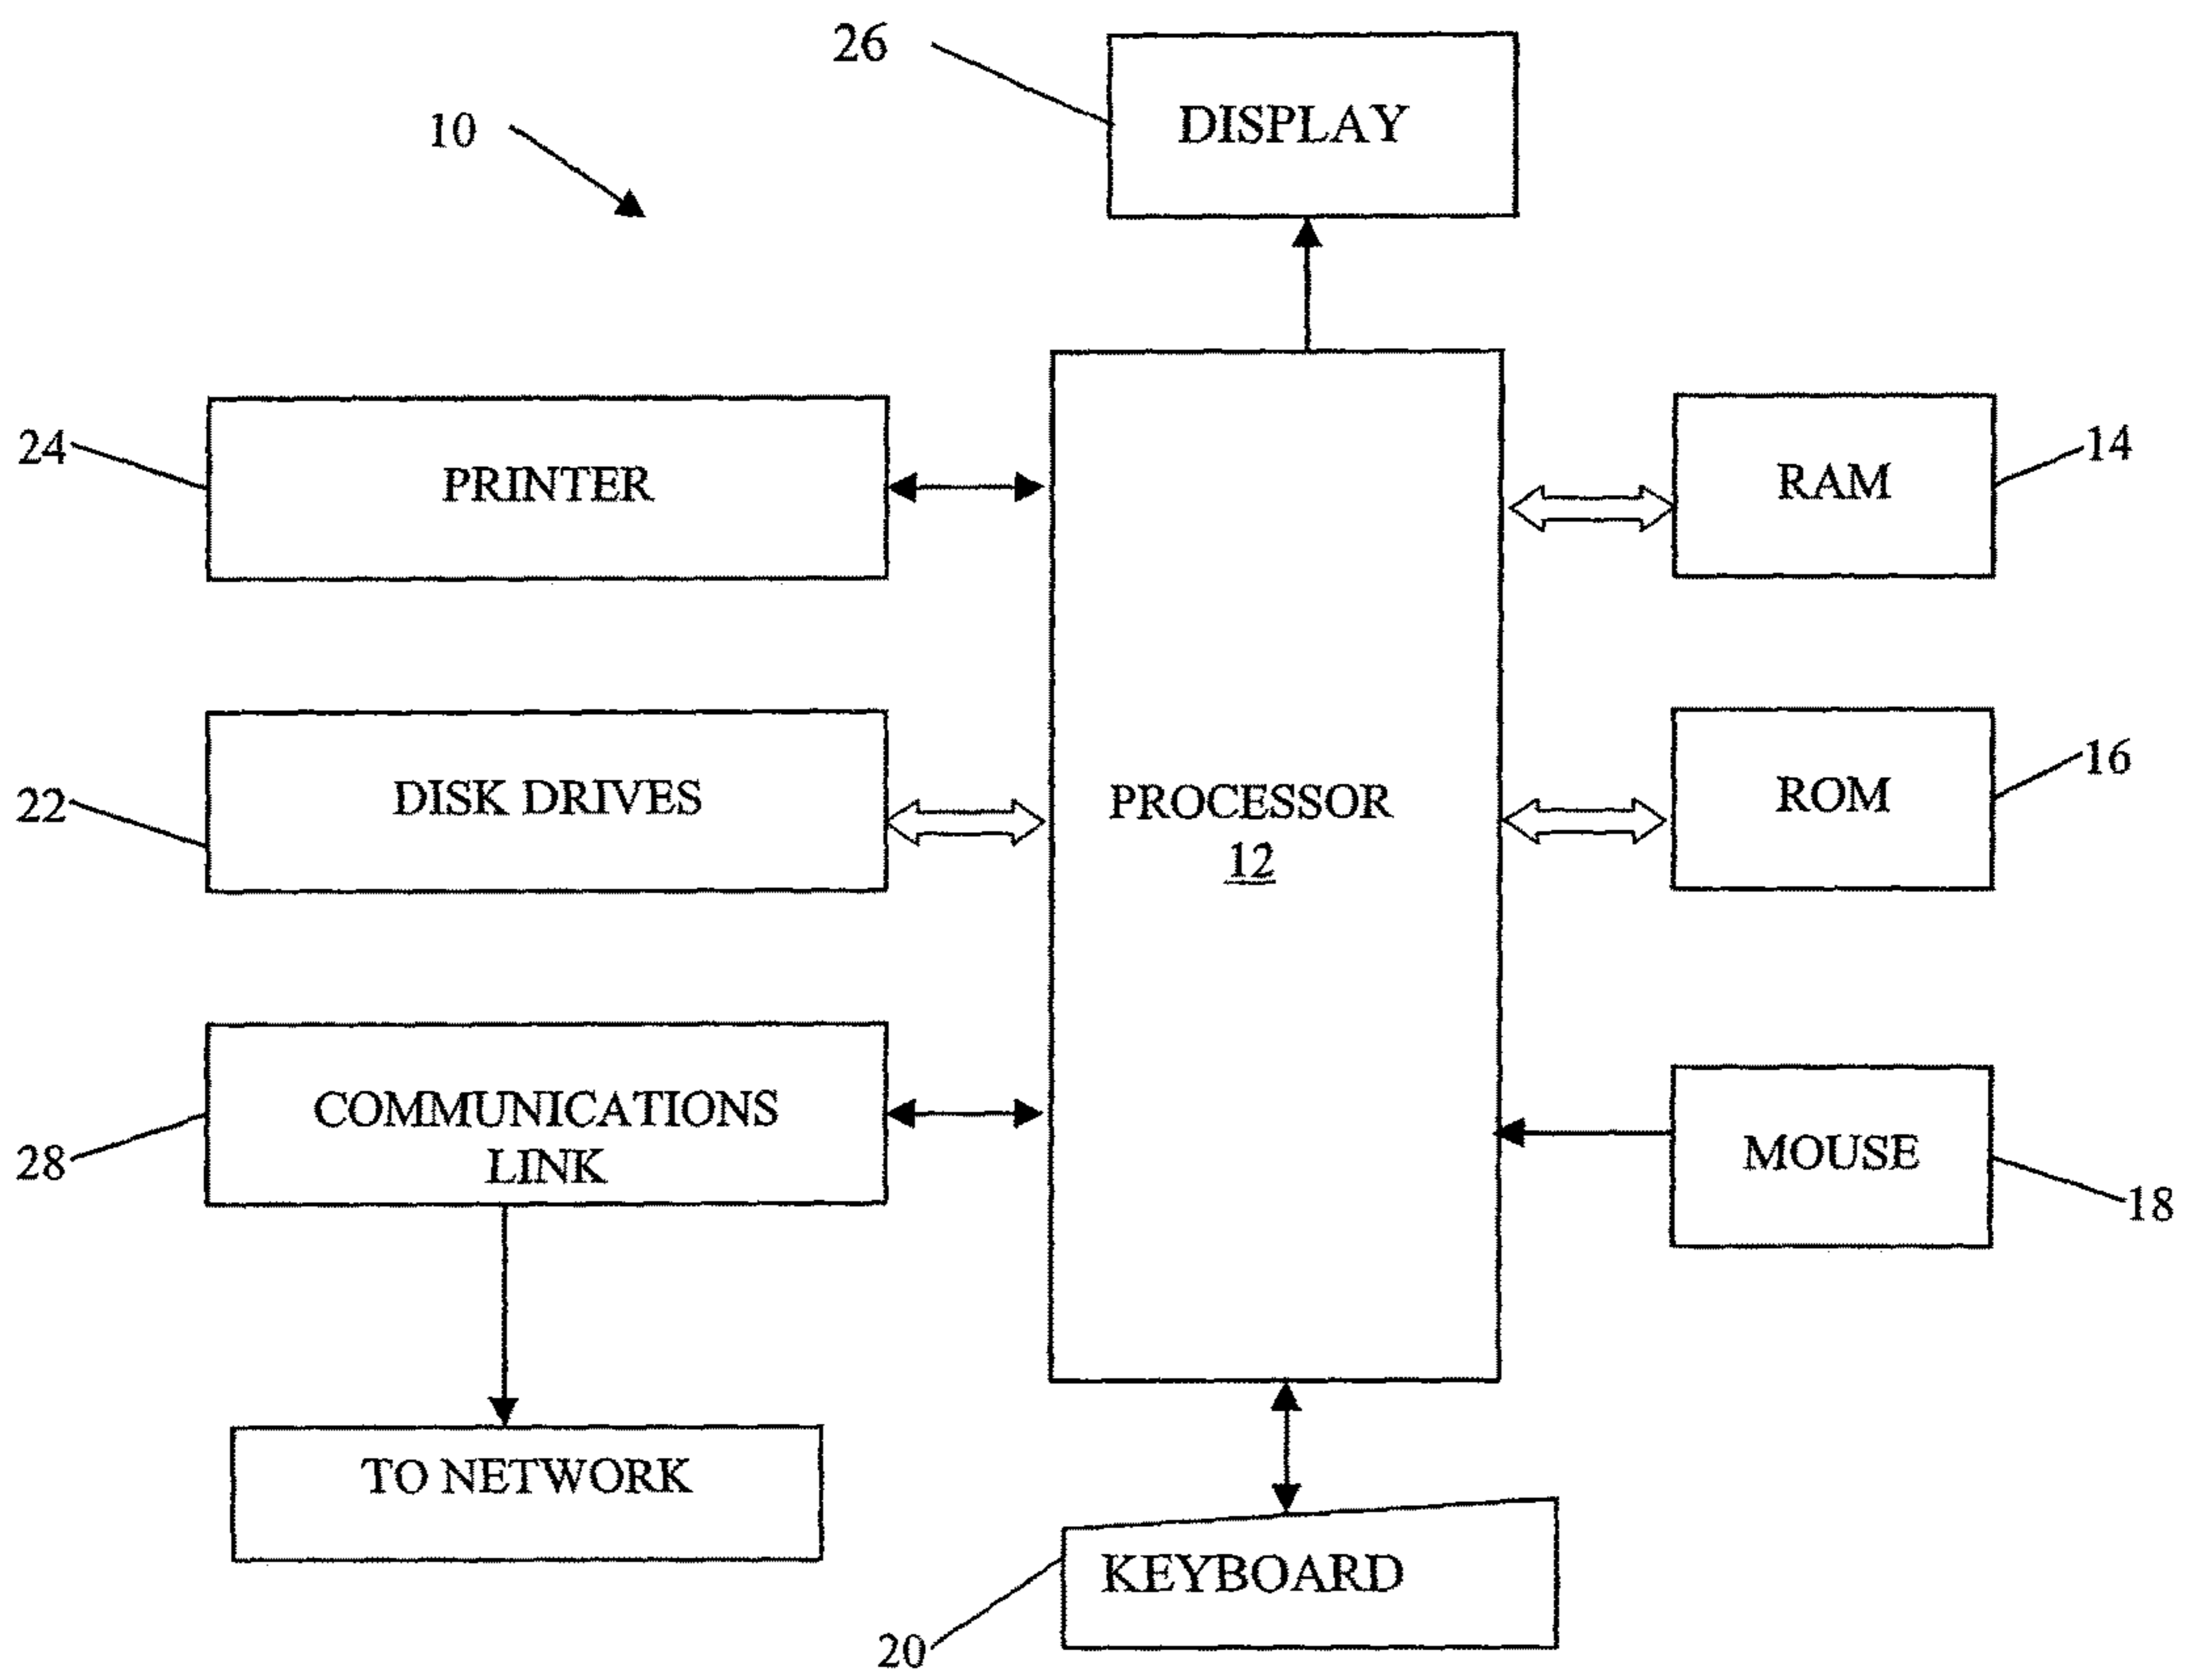 26
DISPLAY
10
24
PRINTER
RAM
14
22
DISK DRIVES
PROCESSOR
12
ROM
16
28
COMMUNICATIONS
LINK
MOUSE
18
TO NETWORK
KEYBOARD
20